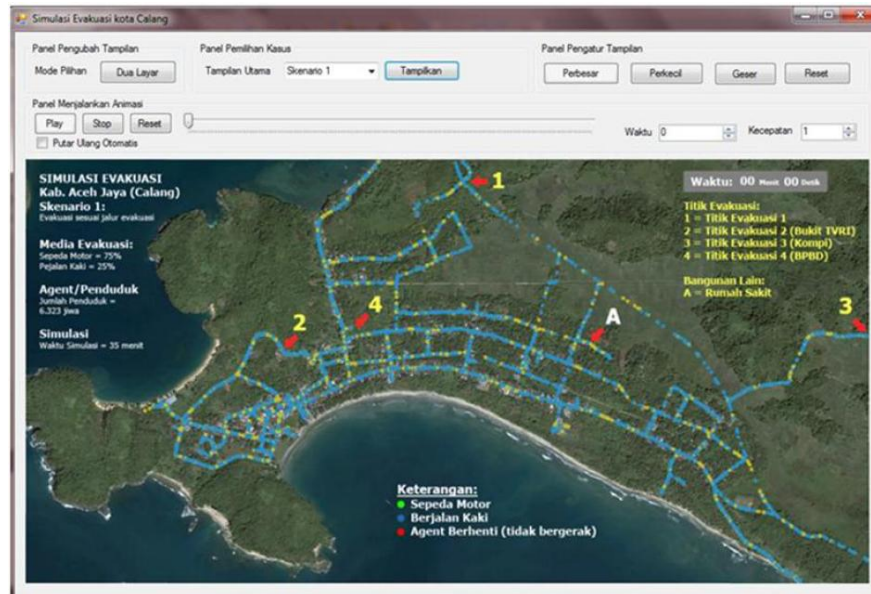 Simulasi Evakuasi kota Calang
Panel Pengubah Tampilan
Mode Pilihan
Dua Layar
Panel Pemilihan Kasus
Tampilan Utama
Skenario 1
Tampilkan
Panel Pengatur Tampilan
Perbesar
Perkecil
Geser
Reset
Panel Menjalankan Animasi
Play
Stop
Reset
Putar Ulang Otomatis
Waktu 0
Kecepatan 1
SIMULASI EVAKUASI
Kab. Aceh Jaya (Calang)
Skenario 1:
Evakuasi sesuai jalur evakuasi
Media Evakuasi:
Sepeda Motor = 75%
Pejalan Kaki = 25%
Agent/Penduduk
Jumlah Penduduk =
6.323 jiwa
Simulasi
Waktu Simulasi = 35 menit
Waktu: 00 Menit 00 Detik
Titik Evakuasi:
1 = Titik Evakuasi 1
2 = Titik Evakuasi 2 (Bukit TVRI)
3 = Titik Evakuasi 3 (Kompi)
4 = Titik Evakuasi 4 (BPBD)
Bangunan Lain:
A = Rumah Sakit
1
2
4
A
3
Keterangan:
Sepeda Motor
Berjalan Kaki
Agent Berhenti (tidak bergerak)